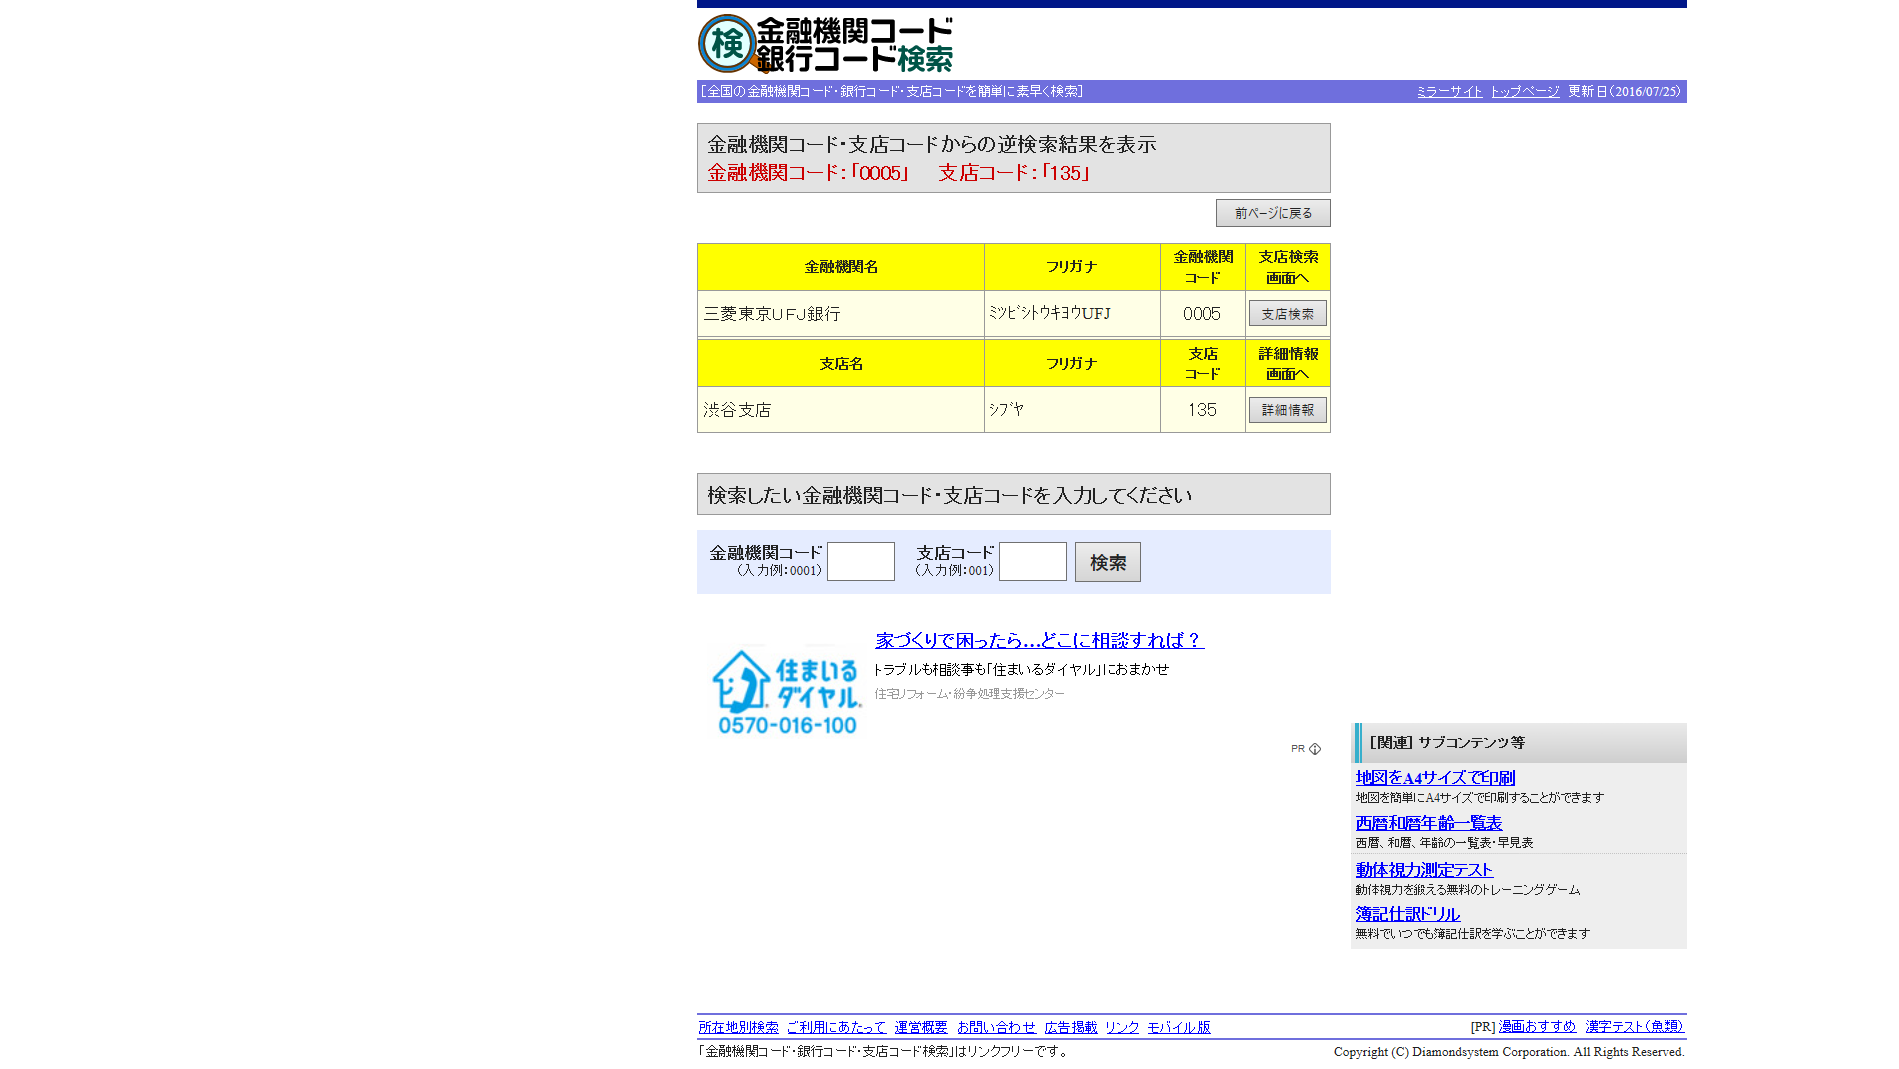 検 金融機関コード
銀行コード検索
［全国の金融機関コード・銀行コード・支店コードを簡単に素早く検索］ ミラーサイト トップページ 更新日（2016/07/25）
金融機関コード・支店コードからの逆検索結果を表示
金融機関コード：「0005」 支店コード：「135」
前ページに戻る
金融機関名 フリガナ 金融機関コード 支店検索画面へ
三菱東京ＵＦＪ銀行 ﾐﾂﾋﾞｼﾄｳｷﾖｳUFJ 0005 支店検索
支店名 フリガナ 支店コード 詳細情報画面へ
渋谷支店 ｼﾌﾞﾔ 135 詳細情報
検索したい金融機関コード・支店コードを入力してください
金融機関コード 支店コード 検索
（入力例：0001） （入力例：001）
家づくりで困ったら…どこに相談すれば？
トラブルも相談事も「住まいるダイヤル」におまかせ
住宅リフォーム・紛争処理支援センター
住まいる
ダイヤル
0570-016-100
PR
［関連］ サブコンテンツ等
地図をA4サイズで印刷
地図を簡単にA4サイズで印刷することができます
西暦和暦年齢一覧表
西暦、和暦、年齢の一覧表・早見表
動体視力測定テスト
動体視力を鍛える無料のトレーニングゲーム
簿記仕訳ドリル
無料でいつでも簿記仕訳を学ぶことができます
所在地別検索 ご利用にあたって 運営概要 お問い合わせ 広告掲載 リンク モバイル版 [PR] 漫画おすすめ 漢字テスト（魚類）
「金融機関コード・銀行コード・支店コード検索」はリンクフリーです。 Copyright (C) Diamondsystem Corporation. All Rights Reserved.